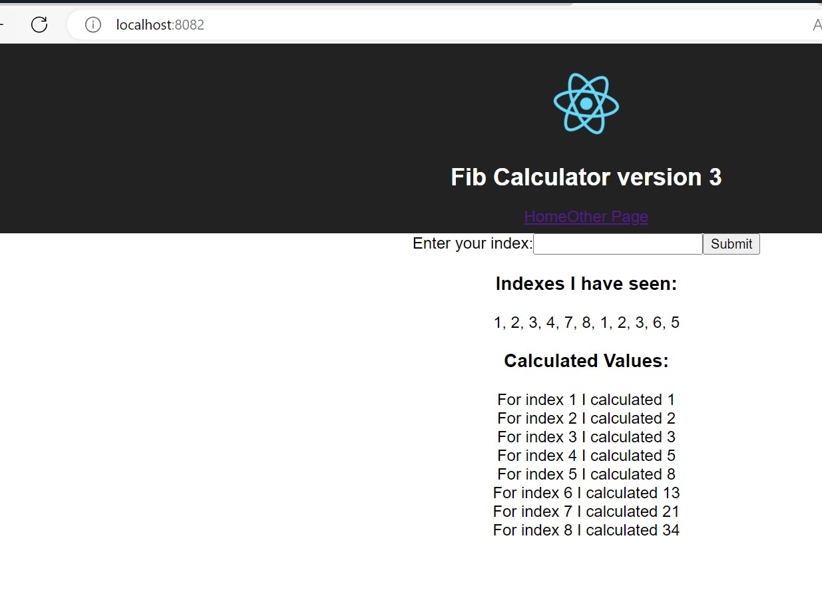 localhost:8082
Fib Calculator version 3
HomeOther Page
Enter your index: Submit
Indexes I have seen:
1, 2, 3, 4, 7, 8, 1, 2, 3, 6, 5
Calculated Values:
For index 1 I calculated 1
For index 2 I calculated 2
For index 3 I calculated 3
For index 4 I calculated 5
For index 5 I calculated 8
For index 6 I calculated 13
For index 7 I calculated 21
For index 8 I calculated 34